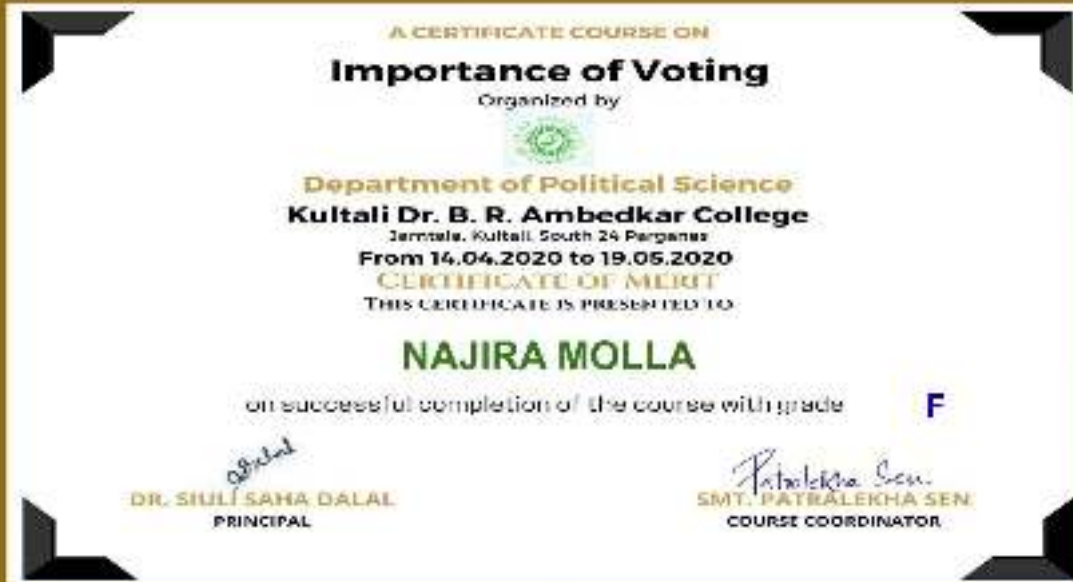 A CERTIFICATE COURSE ON
Importance of Voting
Organized by
Department of Political Science
Kultali Dr. B. R. Ambedkar College
Jamtala, Kultali, South 24 Parganas
From 14.04.2020 to 19.05.2020
CERTIFICATE OF MERIT
THIS CERTIFICATE IS PRESENTED TO
NAJIRA MOLLA
on successful completion of the course with grade F
Patralekha Sen.
DR. SIULI SAHA DALAL
SMT. PATRALEKHA SEN
PRINCIPAL
COURSE COORDINATOR